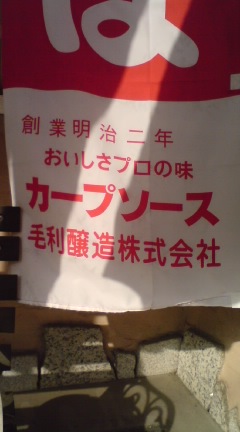 ば
創業明治二年
おいしさプロの味
カープソース
毛利醸造株式会社